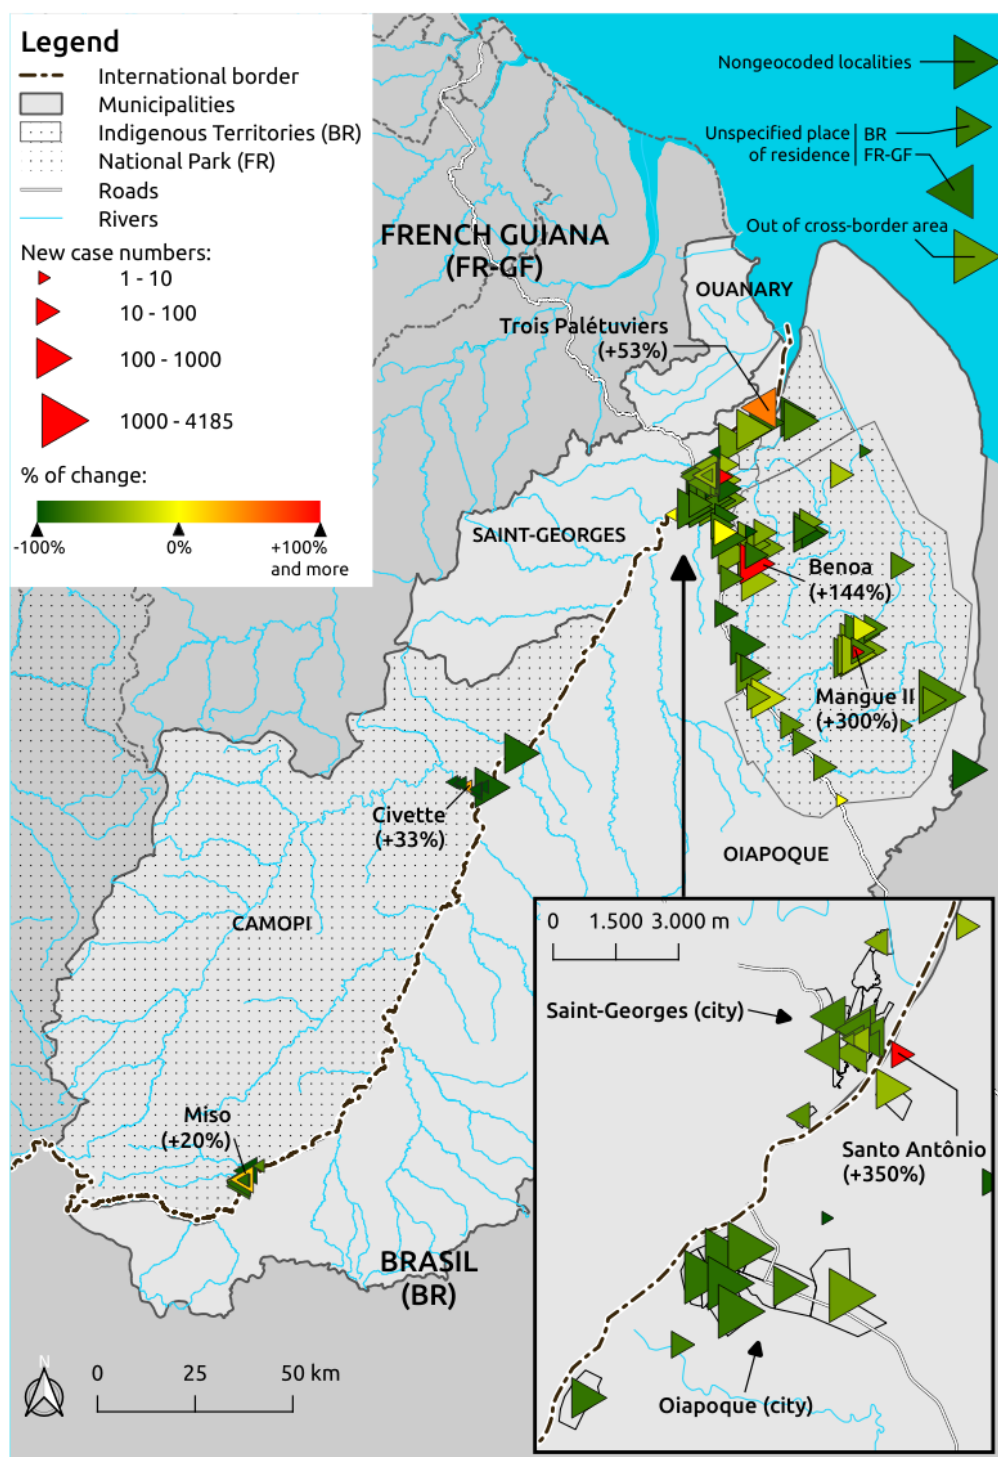 Legend
International border
Municipalities
Indigenous Territories (BR)
National Park (FR)
Roads
Rivers
New case numbers:
1 - 10
10 - 100
100 - 1000
1000 - 4185
% of change:
-100%
0%
+100%
and more
Nongeocoded localities
Unspecified place
of residence
BR
FR-GF
Out of cross-border area
FRENCH GUIANA
(FR-GF)
OUANARY
Trois Palétuviers
(+53%)
SAINT-GEORGES
Benoa
(+144%)
Mangue II
(+300%)
Civette
(+33%)
OIAPOQUE
CAMOPI
Miso
(+20%)
BRASIL
(BR)
N
0 25 50 km
0 1.500 3.000 m
Saint-Georges (city)
Santo Antônio
(+350%)
Oiapoque (city)